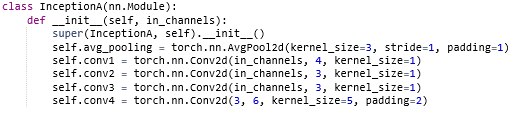 class InceptionA(nn.Module):
    def __init__(self, in_channels):
        super(InceptionA, self).__init__()
        self.avg_pooling = torch.nn.AvgPool2d(kernel_size=3, stride=1, padding=1)
        self.conv1 = torch.nn.Conv2d(in_channels, 4, kernel_size=1)
        self.conv2 = torch.nn.Conv2d(in_channels, 3, kernel_size=1)
        self.conv3 = torch.nn.Conv2d(in_channels, 3, kernel_size=1)
        self.conv4 = torch.nn.Conv2d(3, 6, kernel_size=5, padding=2)